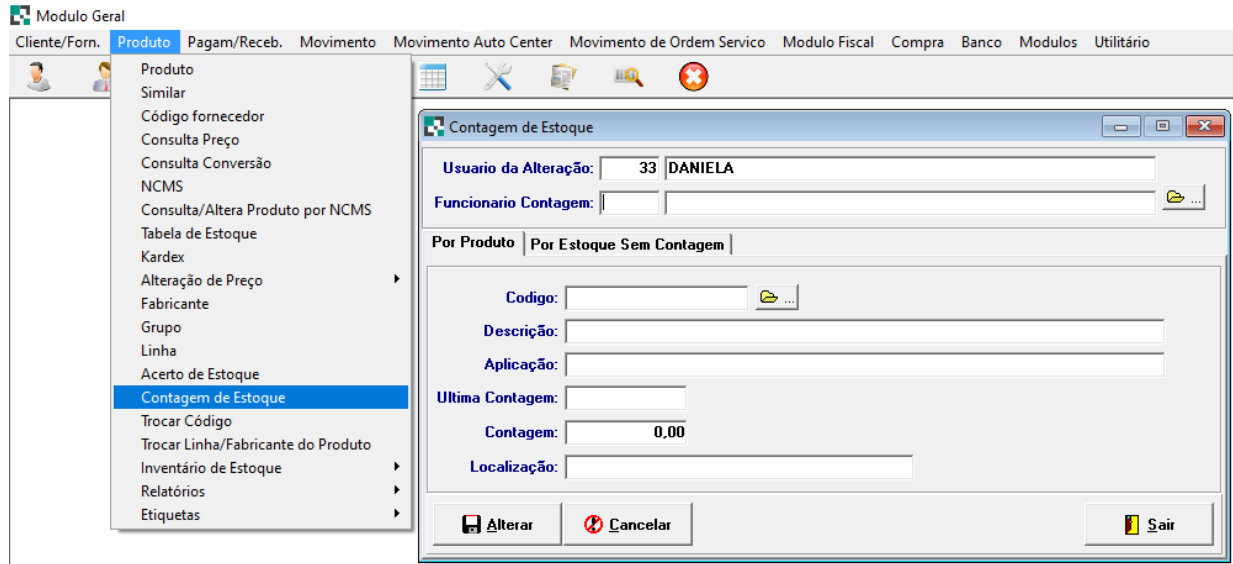 Modulo Geral
Cliente/Forn. Produto Pagam/Receb. Movimento Movimento Auto Center Movimento de Ordem Servico Modulo Fiscal Compra Banco Modulos Utilitário
Produto
Similar
Código fornecedor
Consulta Preço
Consulta Conversão
NCMS
Consulta/Altera Produto por NCMS
Tabela de Estoque
Kardex
Alteração de Preço
Fabricante
Grupo
Linha
Acerto de Estoque
Contagem de Estoque
Trocar Código
Trocar Linha/Fabricante do Produto
Inventário de Estoque
Relatórios
Etiquetas
Contagem de Estoque
Usuario da Alteração: 33 DANIELA
Funcionario Contagem: ...
Por Produto Por Estoque Sem Contagem
Codigo: ...
Descrição:
Aplicação:
Ultima Contagem:
Contagem: 0,00
Localização:
Alterar Cancelar Sair